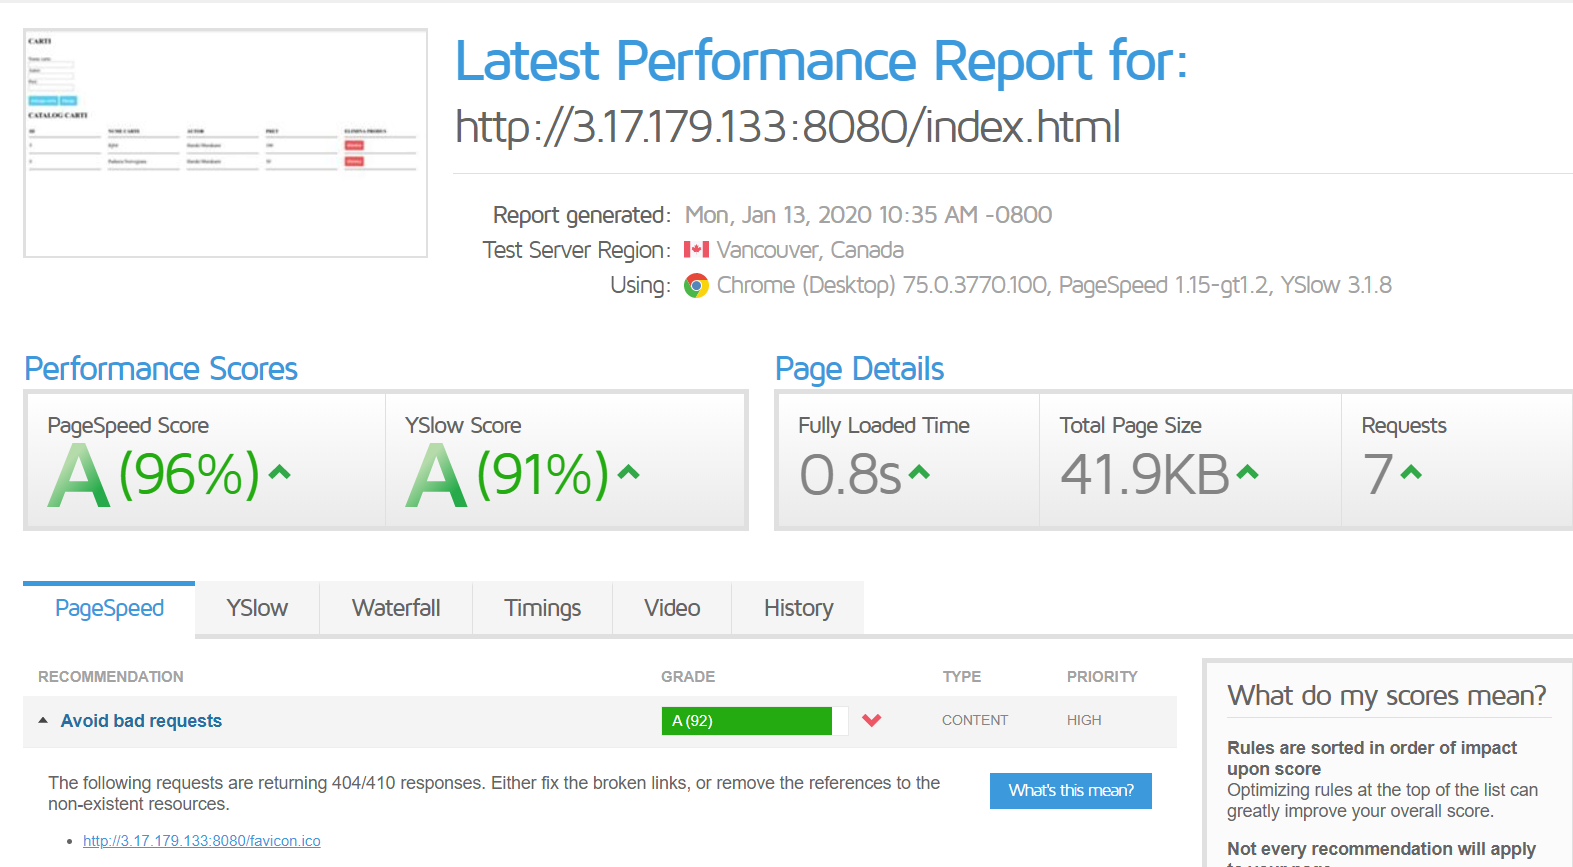 CARTI
CATALOG CARTI
ID NUME CARTE AUTOR PRET ELIMINA PRODUS
Latest Performance Report for:
http://3.17.179.133:8080/index.html
Report generated: Mon, Jan 13, 2020 10:35 AM -0800
Test Server Region: Vancouver, Canada
Using: Chrome (Desktop) 75.0.3770.100, PageSpeed 1.15-gt1.2, YSlow 3.1.8
Performance Scores
Page Details
PageSpeed Score
A (96%)
YSlow Score
A (91%)
Fully Loaded Time
0.8s
Total Page Size
41.9KB
Requests
7
PageSpeed YSlow Waterfall Timings Video History
RECOMMENDATION GRADE TYPE PRIORITY
Avoid bad requests A (92) CONTENT HIGH
The following requests are returning 404/410 responses. Either fix the broken links, or remove the references to the
non-existent resources.
What's this mean?
• http://3.17.179.133:8080/favicon.ico
What do my scores mean?
Rules are sorted in order of impact
upon score
Optimizing rules at the top of the list can
greatly improve your overall score.
Not every recommendation will apply